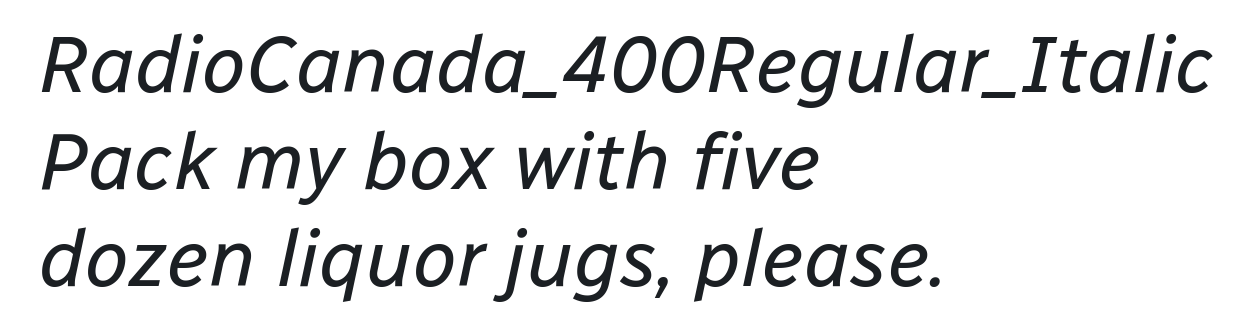 RadioCanada_400Regular_Italic
Pack my box with five
dozen liquor jugs, please.